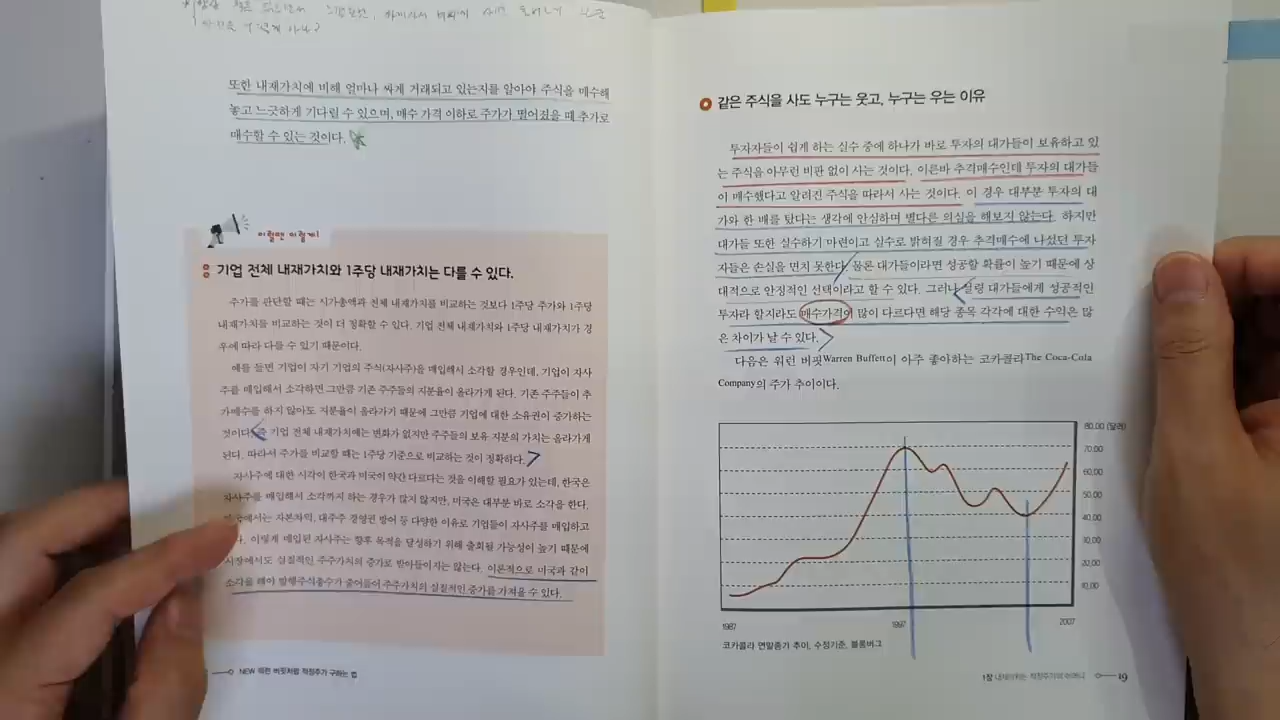 또한 내재가치에 비해 얼마나 싸게 거래되고 있는지를 알아야 주식을 매수해
놓고 느긋하게 기다릴 수 있으며, 매수 가격 이하로 주가가 떨어졌을 때 추가로
매수할 수 있는 것이다.
이럴땐 이렇게!
기업 전체 내재가치와 1주당 내재가치는 다를 수 있다.
주가를 판단할 때는 시가총액과 전체 내재가치를 비교하는 것보다 1주당 주가와 1주당
내재가치를 비교하는 것이 더 정확할 수 있다. 기업 전체 내재가치와 1주당 내재가치가 경
우에 따라 다를 수 있기 때문이다.
예를 들면 기업이 자기 기업의 주식(자사주)을 매입해서 소각할 경우인데, 기업이 자사
주를 매입해서 소각하면 그만큼 기존 주주들의 지분율이 올라가게 된다. 기존 주주들이 추
가매수를 하지 않아도 지분율이 올라가기 때문에 그만큼 기업에 대한 소유권이 증가하는
것이다. 즉 기업 전체 내재가치에는 변화가 없지만 주주들의 보유 지분의 가치는 올라가게
된다. 따라서 주가를 비교할 때는 1주당 기준으로 비교하는 것이 정확하다.
자사주에 대한 시각이 한국과 미국이 약간 다르다는 것을 이해할 필요가 있는데, 한국은
자사주를 매입해서 소각까지 하는 경우가 많지 않지만, 미국은 대부분 바로 소각을 한다.
에서는 자본차익, 대주주 경영권 방어 등 다양한 이유로 기업들이 자사주를 매입하고
이렇게 매입된 자사주는 향후 목적을 달성하기 위해 출회될 가능성이 높기 때문에
시장에서도 실질적인 주주가치의 증가로 받아들이지는 않는다. 이론적으로 미국과 같이
소각을 해야 발행주식총수가 줄어들어 주주가치의 실질적인 증가를 가져올 수 있다.
NEW 워렌 버핏처럼 적정주가 구하는 법
같은 주식을 사도 누구는 웃고, 누구는 우는 이유
투자자들이 쉽게 하는 실수 중에 하나가 바로 투자의 대가들이 보유하고 있
는 주식을 아무런 비판 없이 사는 것이다. 이른바 추격매수인데 투자의 대가들
이 매수했다고 알려진 주식을 따라서 사는 것이다. 이 경우 대부분 투자의 대
가와 한 배를 탔다는 생각에 안심하며 별다른 의심을 해보지 않는다. 하지만
대가들 또한 실수하기 마련이고 실수로 밝혀질 경우 추격매수에 나섰던 투자
자들은 손실을 면치 못한다. 물론 대가들이라면 성공할 확률이 높기 때문에 상
대적으로 안정적인 선택이라고 할 수 있다. 그러나 설령 대가들에게 성공적인
투자라 할지라도 매수가격이 많이 다르다면 해당 종목 각각에 대한 수익은 많
은 차이가 날 수 있다.
다음은 워런 버핏Warren Buffett이 아주 좋아하는 코카콜라The Coca-Cola
Company의 주가 추이이다.
80.00 (달러)
70.00
60.00
50.00
40.00
30.00
20.00
10.00
1987
1997
2007
코카콜라 연말종가 추이, 수정기준, 블룸버그
1장 내재가치는 적정주가의 어머니
19